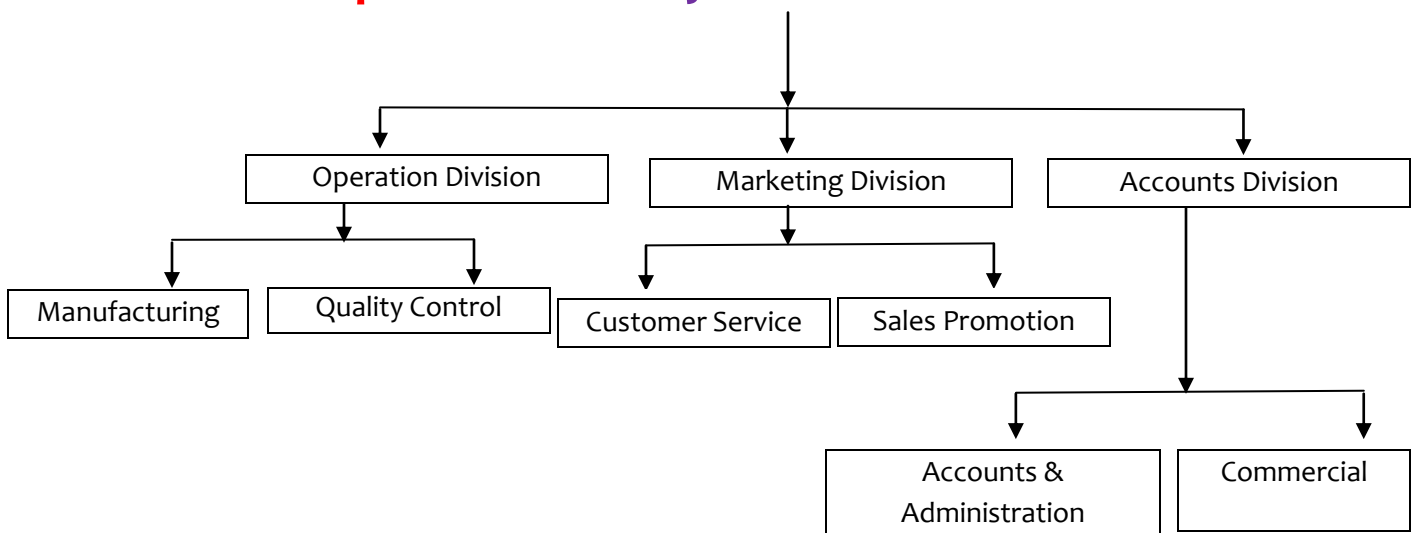 Operation Division
Marketing Division
Accounts Division
Manufacturing
Quality Control
Customer Service
Sales Promotion
Accounts &
Administration
Commercial